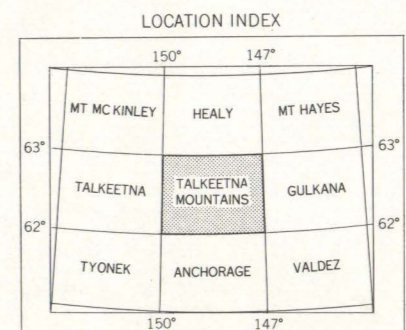 LOCATION INDEX
150° 147°
MT MC KINLEY HEALY MT HAYES
63° 63°
TALKEETNA TALKEETNA MOUNTAINS GULKANA
62° 62°
TYONEK ANCHORAGE VALDEZ
150° 147°